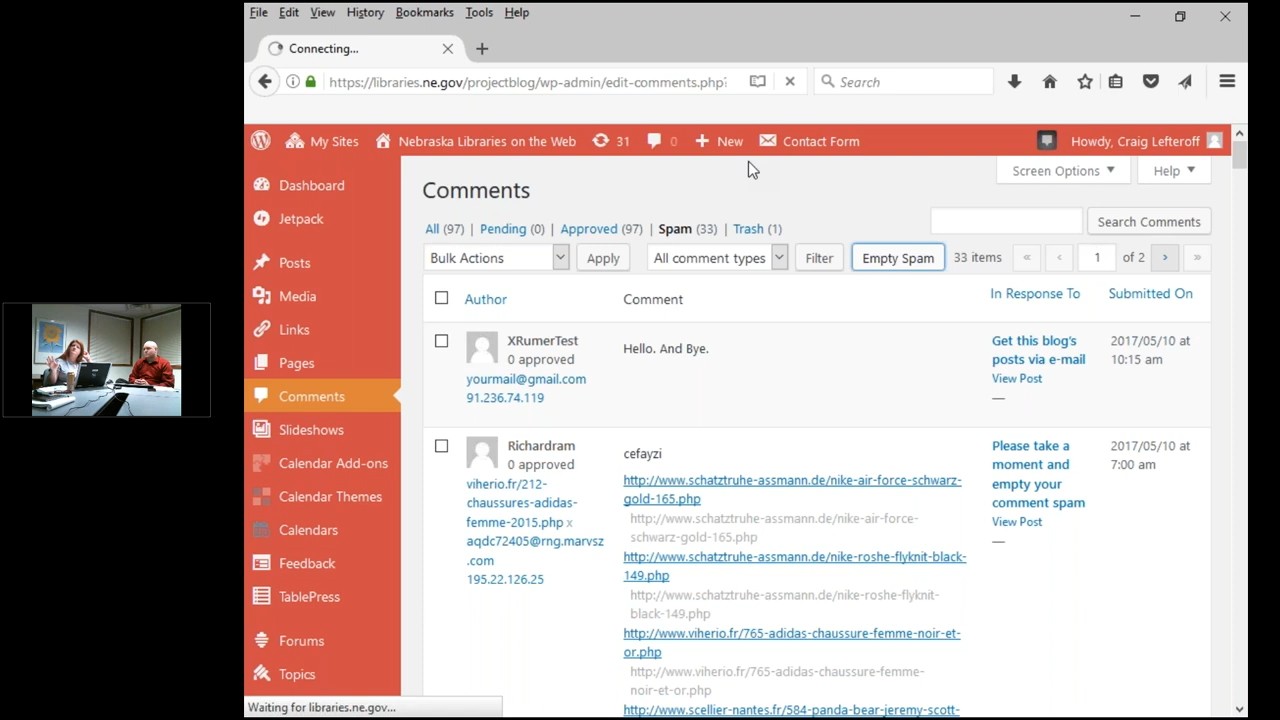 File Edit View History Bookmarks Tools Help
Connecting...
https://libraries.ne.gov/projectblog/wp-admin/edit-comments.php?
Search
My Sites Nebraska Libraries on the Web 31 0 New Contact Form Howdy, Craig Lefteroff
Screen Options Help
Dashboard
Jetpack
Posts
Media
Links
Pages
Comments
Slideshows
Calendar Add-ons
Calendar Themes
Calendars
Feedback
TablePress
Forums
Topics
Comments
All (97) | Pending (0) | Approved (97) | Spam (33) | Trash (1)
Search Comments
Bulk Actions Apply All comment types Filter Empty Spam 33 items « ‹ 1 of 2 › »
Author Comment In Response To Submitted On
XRumerTest
0 approved
yourmail@gmail.com
91.236.74.119
Hello. And Bye.
Get this blog's
posts via e-mail
View Post
—
2017/05/10 at
10:15 am
Richardram
0 approved
viherio.fr/212-
chaussures-adidas-
femme-2015.php x
aqdc72405@rng.marvsz
.com
195.22.126.25
cefayzi
http://www.schatztruhe-assmann.de/nike-air-force-schwarz-
gold-165.php
http://www.schatztruhe-assmann.de/nike-air-force-
schwarz-gold-165.php
http://www.schatztruhe-assmann.de/nike-roshe-flyknit-black-
149.php
http://www.schatztruhe-assmann.de/nike-roshe-flyknit-
black-149.php
http://www.viherio.fr/765-adidas-chaussure-femme-noir-et-
or.php
http://www.viherio.fr/765-adidas-chaussure-femme-
noir-et-or.php
http://www.scellier-nantes.fr/584-panda-bear-jeremy-scott-
Please take a
moment and
empty your
comment spam
View Post
—
2017/05/10 at
7:00 am
Waiting for libraries.ne.gov...